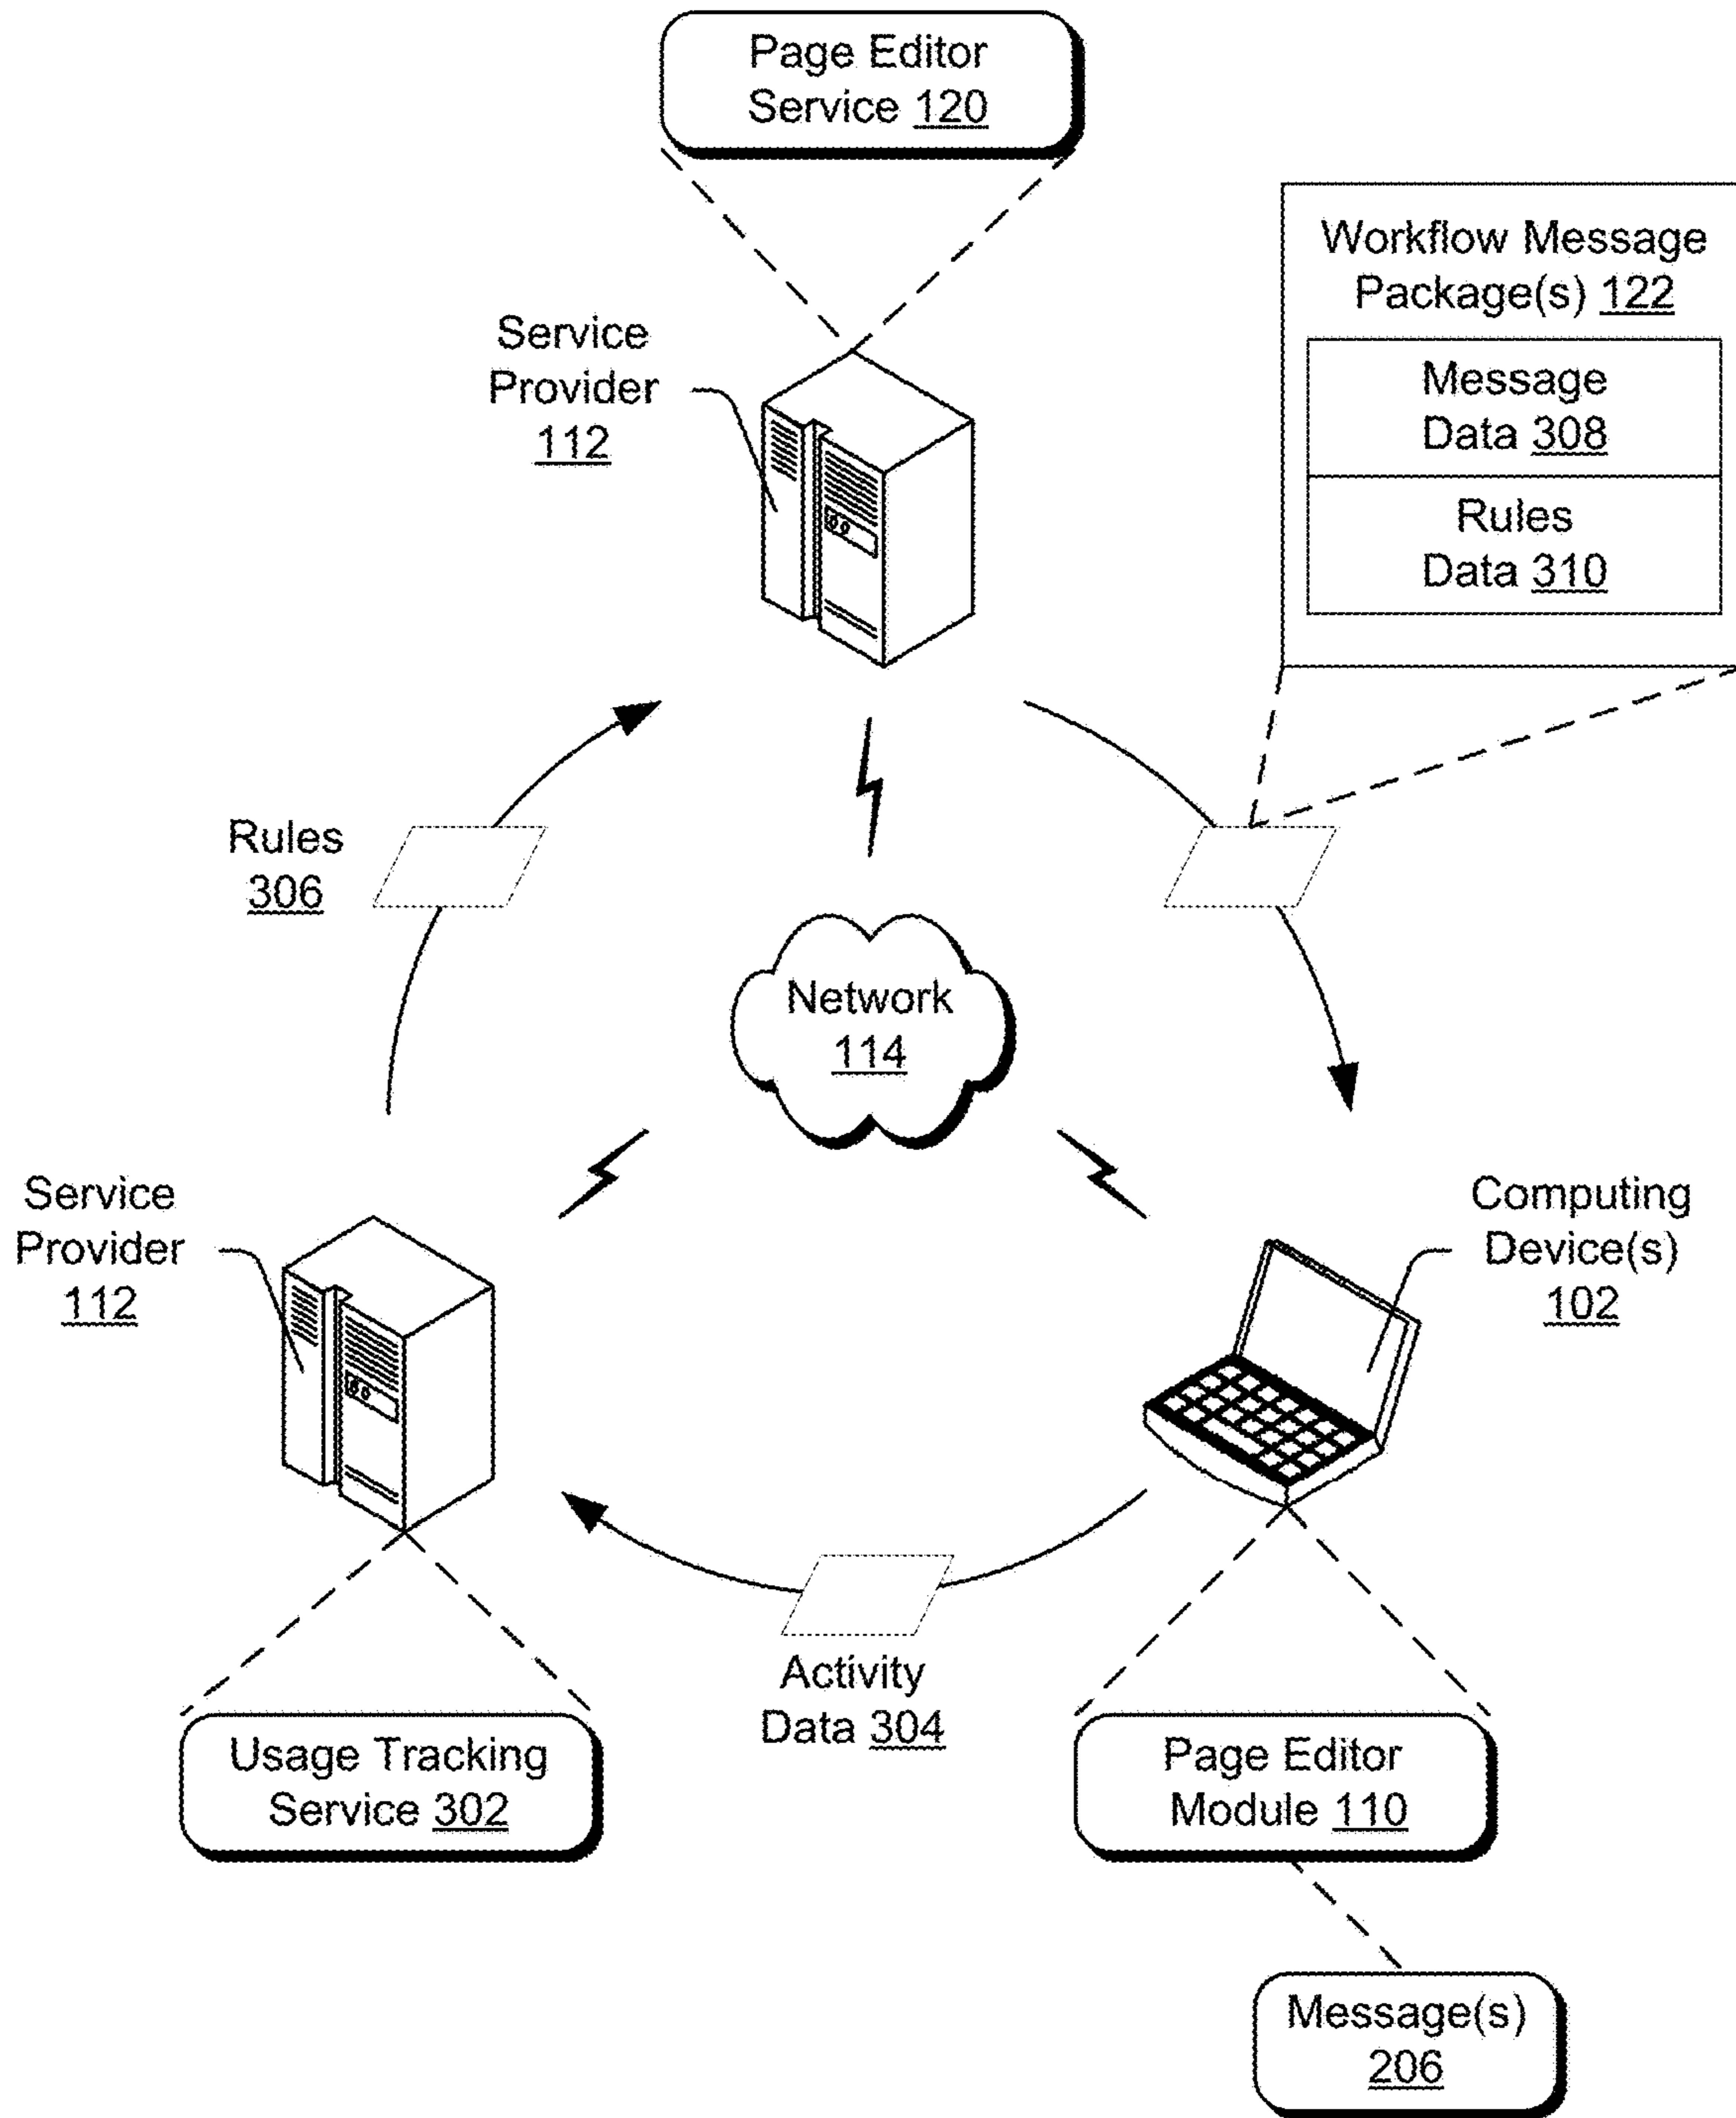 Page Editor
Service 120
Workflow Message
Package(s) 122
Message
Data 308
Rules
Data 310
Service
Provider
112
Rules
306
Network
114
Service
Provider
112
Computing
Device(s)
102
Activity
Data 304
Usage Tracking
Service 302
Page Editor
Module 110
Message(s)
206